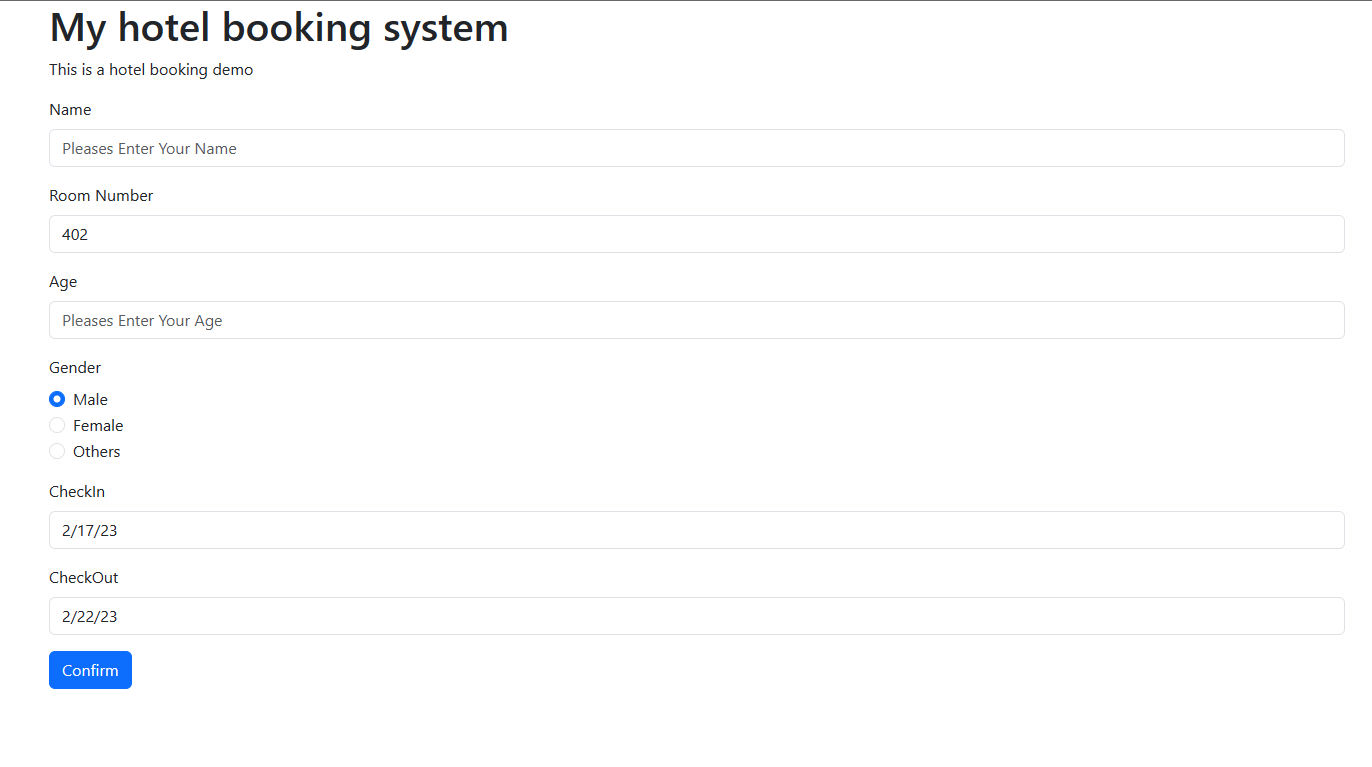 My hotel booking system
This is a hotel booking demo
Name
Pleases Enter Your Name
Room Number
402
Age
Pleases Enter Your Age
Gender
Male
Female
Others
CheckIn
2/17/23
CheckOut
2/22/23
Confirm